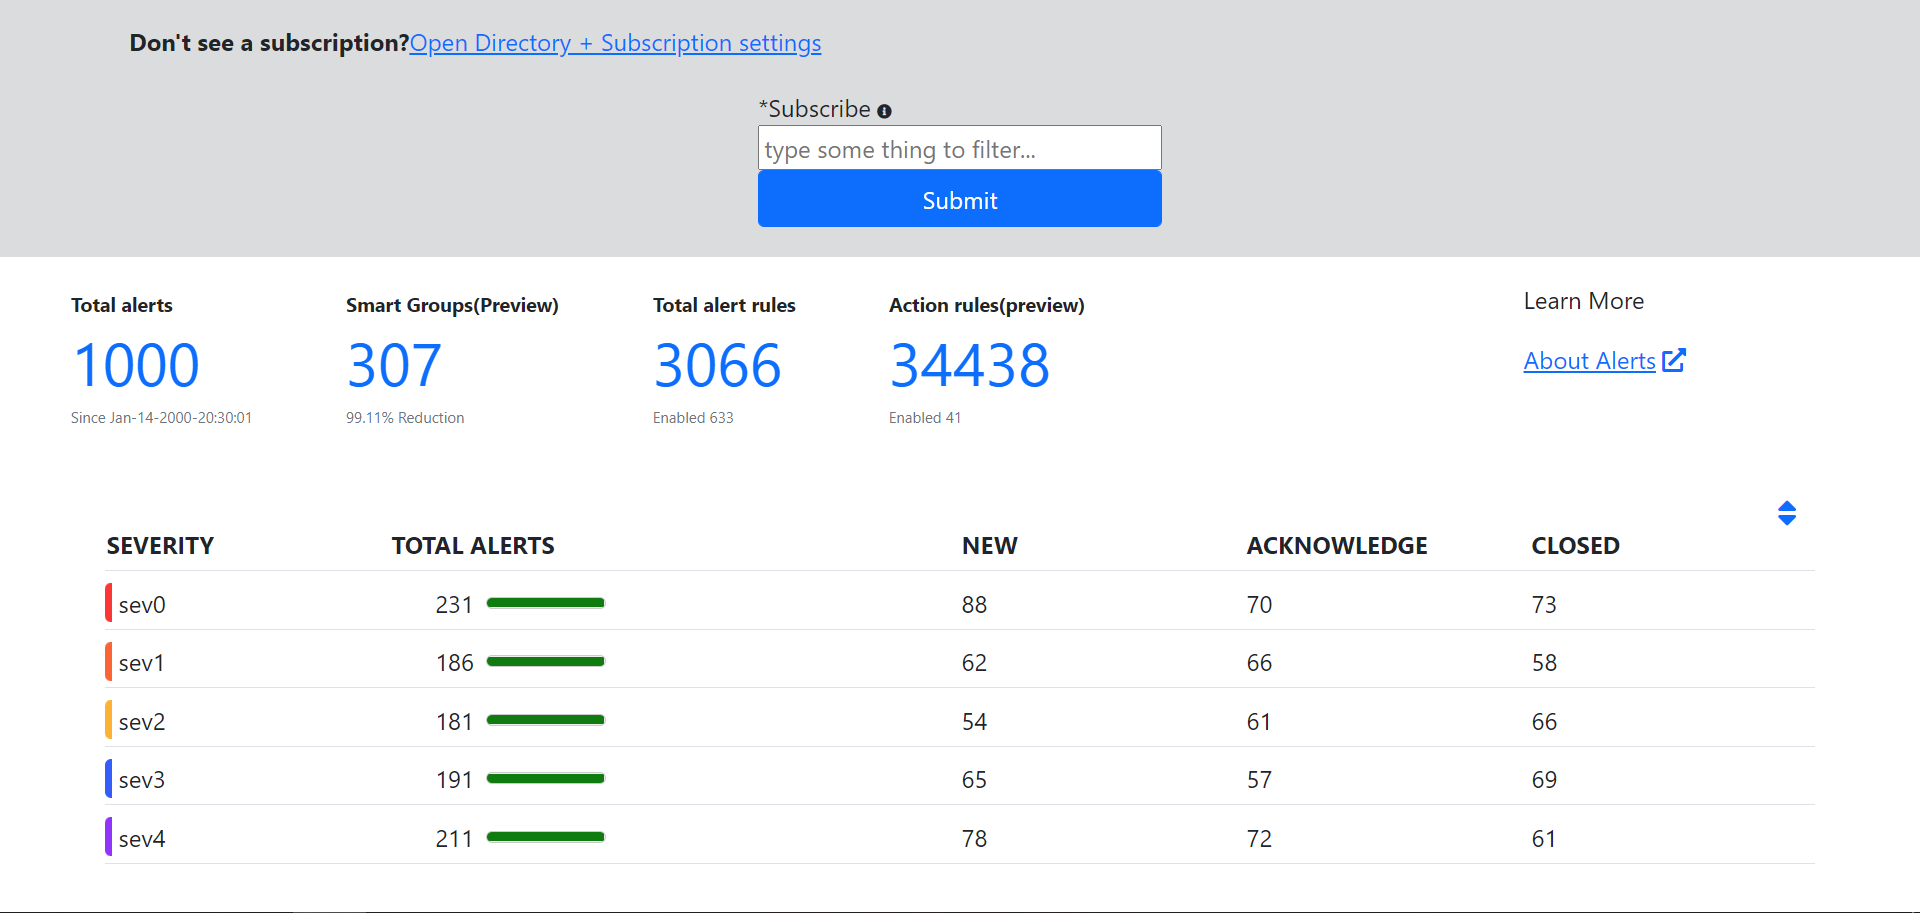 Don't see a subscription?Open Directory + Subscription settings
*Subscribe
type some thing to filter...
Submit
Total alerts
1000
Since Jan-14-2000-20:30:01
Smart Groups(Preview)
307
99.11% Reduction
Total alert rules
3066
Enabled 633
Action rules(preview)
34438
Enabled 41
Learn More
About Alerts
SEVERITY TOTAL ALERTS NEW ACKNOWLEDGE CLOSED
sev0 231 88 70 73
sev1 186 62 66 58
sev2 181 54 61 66
sev3 191 65 57 69
sev4 211 78 72 61